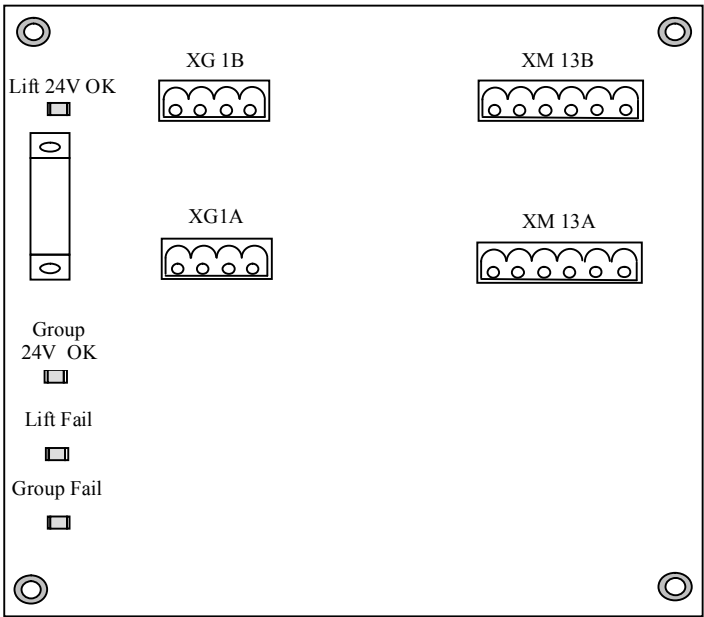 XG 1B
XM 13B
Lift 24V OK
XG1A
XM 13A
Group
24V OK
Lift Fail
Group Fail